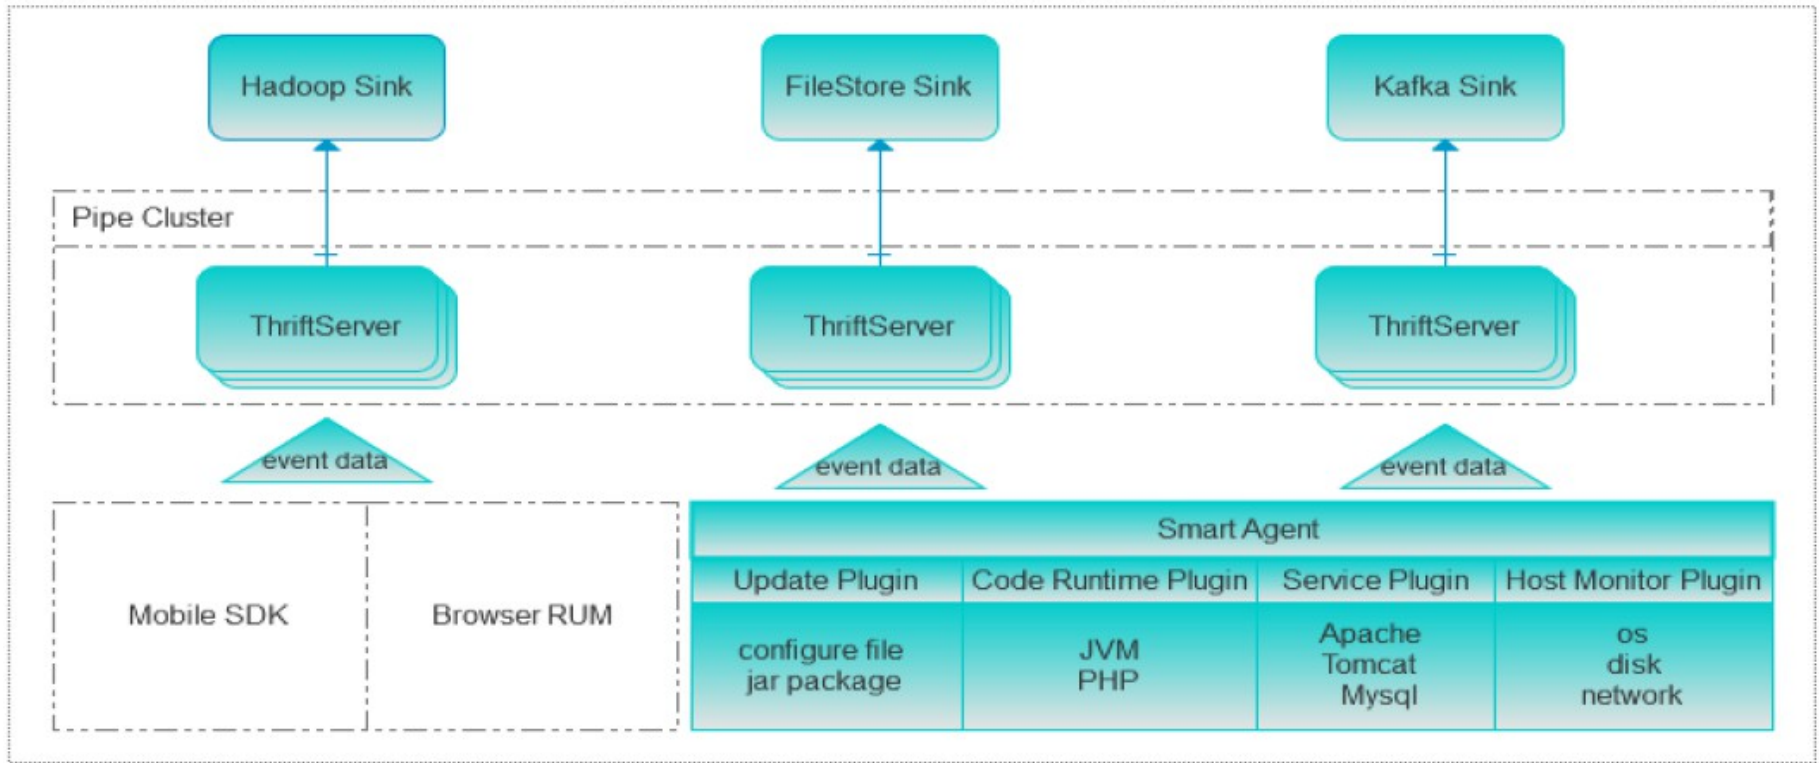 Hadoop Sink
FileStore Sink
Kafka Sink
Pipe Cluster
ThriftServer
ThriftServer
ThriftServer
event data
event data
event data
Mobile SDK
Browser RUM
Smart Agent
Update Plugin
Code Runtime Plugin
Service Plugin
Host Monitor Plugin
configure file
jar package
JVM
PHP
Apache
Tomcat
Mysql
os
disk
network